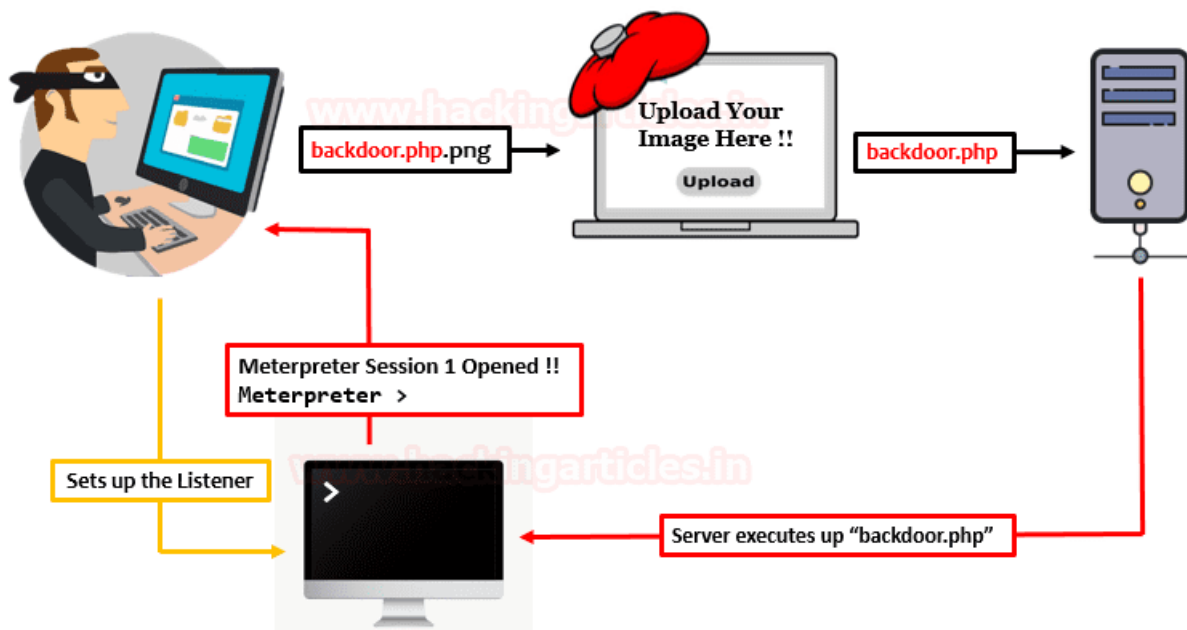 www.hackingarticles.in
Upload Your
Image Here !!
Upload
backdoor.php.png
backdoor.php
Meterpreter Session 1 Opened !!
Meterpreter >
www.hackingarticles.in
Sets up the Listener
>
Server executes up “backdoor.php”